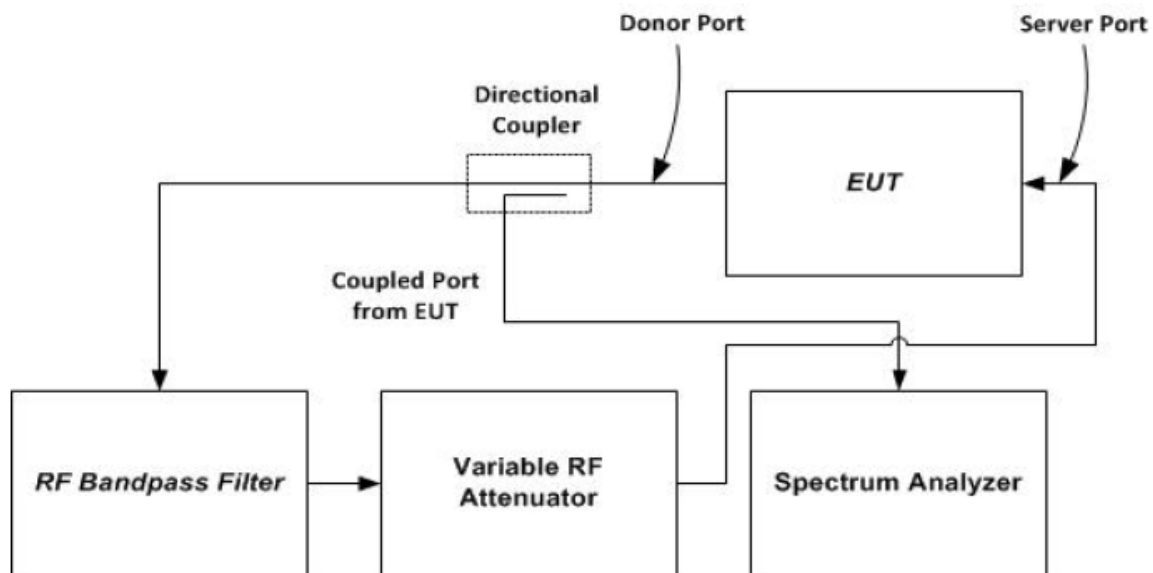 Donor Port
Server Port
Directional
Coupler
EUT
Coupled Port
from EUT
RF Bandpass Filter
Variable RF
Attenuator
Spectrum Analyzer